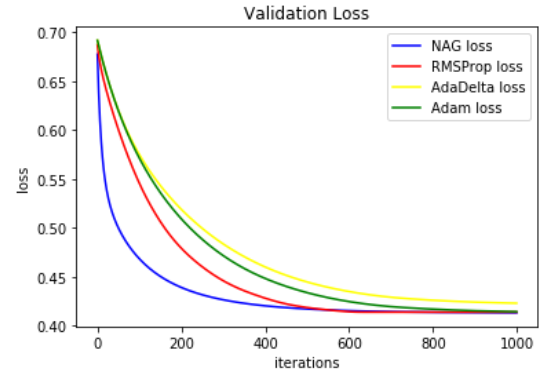 Validation Loss
NAG loss
RMSProp loss
AdaDelta loss
Adam loss
0.70
0.65
0.60
0.55
0.50
0.45
0.40
loss
0 200 400 600 800 1000
iterations